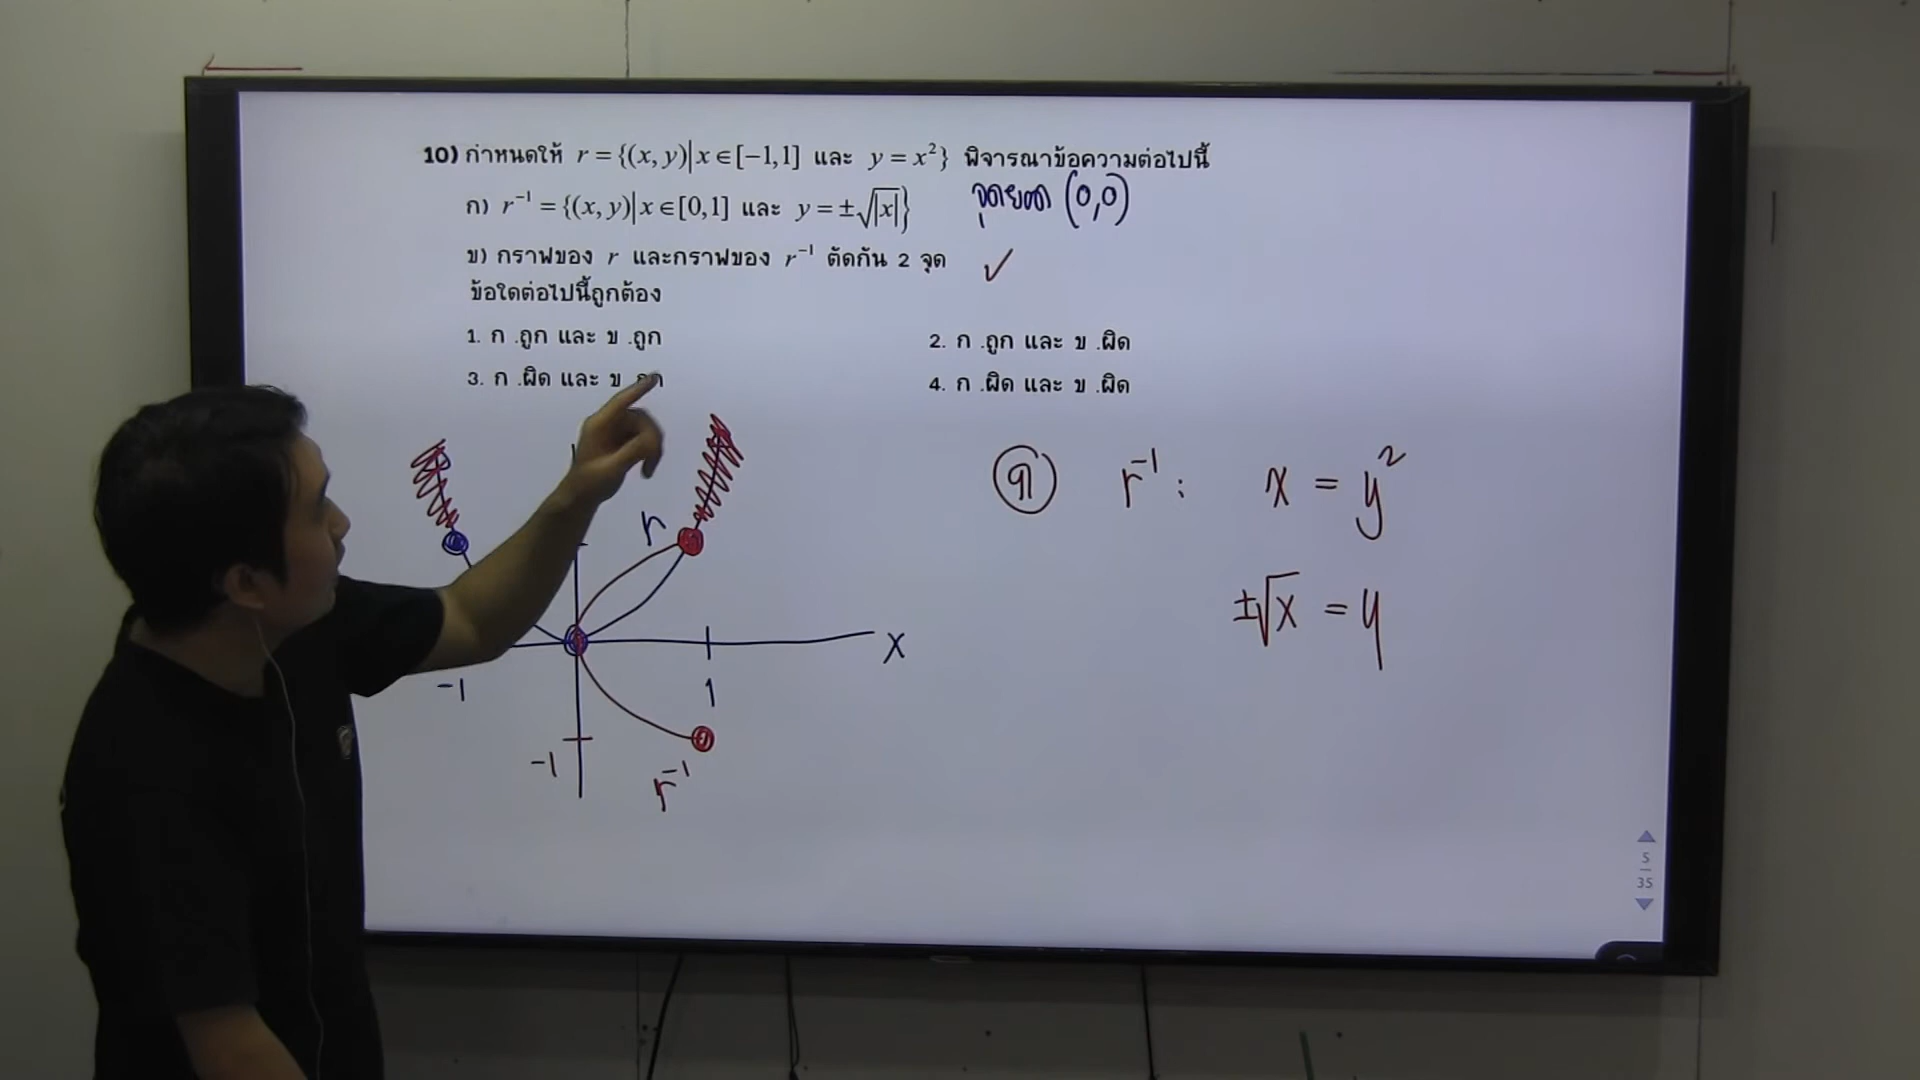 10) กำหนดให้ r = {(x, y)| x ∈ [−1,1] และ y = x²} พิจารณาข้อความต่อไปนี้
ก) r⁻¹ = {(x, y)| x ∈ [0,1] และ y = ±√|x|}
จุดยอด (0,0)
ข) กราฟของ r และกราฟของ r⁻¹ ตัดกัน 2 จุด ✓
ข้อใดต่อไปนี้ถูกต้อง
1. ก .ถูก และ ข .ถูก
2. ก .ถูก และ ข .ผิด
3. ก .ผิด และ ข
4. ก .ผิด และ ข .ผิด
ก r⁻¹ : x = y²
±√x = y
r
x
−1
1
−1
r⁻¹
5
35